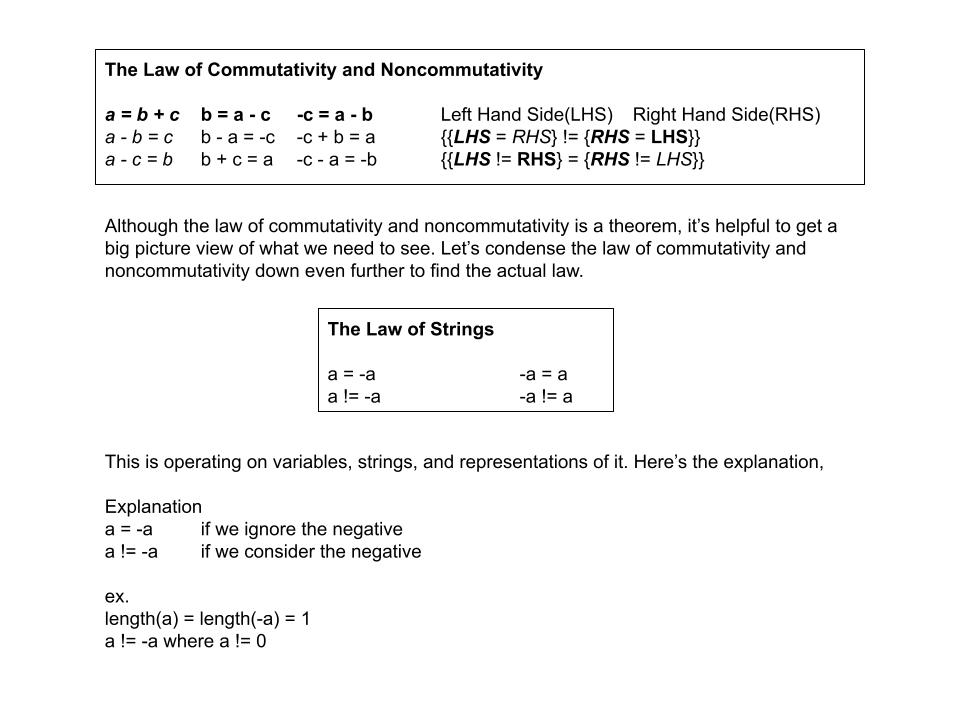 The Law of Commutativity and Noncommutativity
a = b + c b = a - c -c = a - b Left Hand Side(LHS) Right Hand Side(RHS)
a - b = c b - a = -c -c + b = a {{LHS = RHS} != {RHS = LHS}}
a - c = b b + c = a -c - a = -b {{LHS != RHS} = {RHS != LHS}}
Although the law of commutativity and noncommutativity is a theorem, it’s helpful to get a
big picture view of what we need to see. Let’s condense the law of commutativity and
noncommutativity down even further to find the actual law.
The Law of Strings
a = -a -a = a
a != -a -a != a
This is operating on variables, strings, and representations of it. Here’s the explanation,
Explanation
a = -a if we ignore the negative
a != -a if we consider the negative
ex.
length(a) = length(-a) = 1
a != -a where a != 0